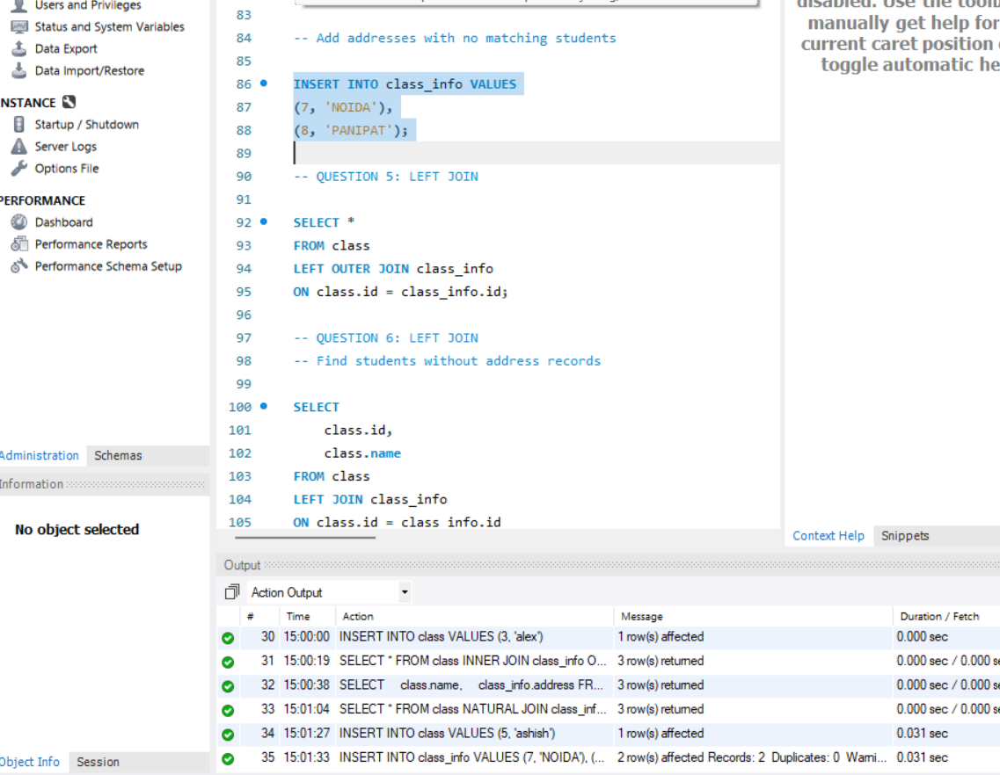 Users and Privileges
Status and System Variables
Data Export
Data Import/Restore
INSTANCE
Startup / Shutdown
Server Logs
Options File
PERFORMANCE
Dashboard
Performance Reports
Performance Schema Setup
Administration Schemas
Information
No object selected
Object Info Session
83
84 -- Add addresses with no matching students
85
86 INSERT INTO class_info VALUES
87 (7, 'NOIDA'),
88 (8, 'PANIPAT');
89
90 -- QUESTION 5: LEFT JOIN
91
92 SELECT *
93 FROM class
94 LEFT OUTER JOIN class_info
95 ON class.id = class_info.id;
96
97 -- QUESTION 6: LEFT JOIN
98 -- Find students without address records
99
100 SELECT
101 class.id,
102 class.name
103 FROM class
104 LEFT JOIN class_info
105 ON class.id = class_info.id
disabled. Use the toolb
manually get help for
current caret position
toggle automatic he
Context Help Snippets
Output
Action Output
# Time Action Message Duration / Fetch
30 15:00:00 INSERT INTO class VALUES (3, 'alex') 1 row(s) affected 0.000 sec
31 15:00:19 SELECT * FROM class INNER JOIN class_info O... 3 row(s) returned 0.000 sec / 0.000 se
32 15:00:38 SELECT class.name, class_info.address FR... 3 row(s) returned 0.000 sec / 0.000 se
33 15:01:04 SELECT * FROM class NATURAL JOIN class_inf... 3 row(s) returned 0.000 sec / 0.000 se
34 15:01:27 INSERT INTO class VALUES (5, 'ashish') 1 row(s) affected 0.031 sec
35 15:01:33 INSERT INTO class_info VALUES (7, 'NOIDA'), (... 2 row(s) affected Records: 2 Duplicates: 0 Warni... 0.031 sec